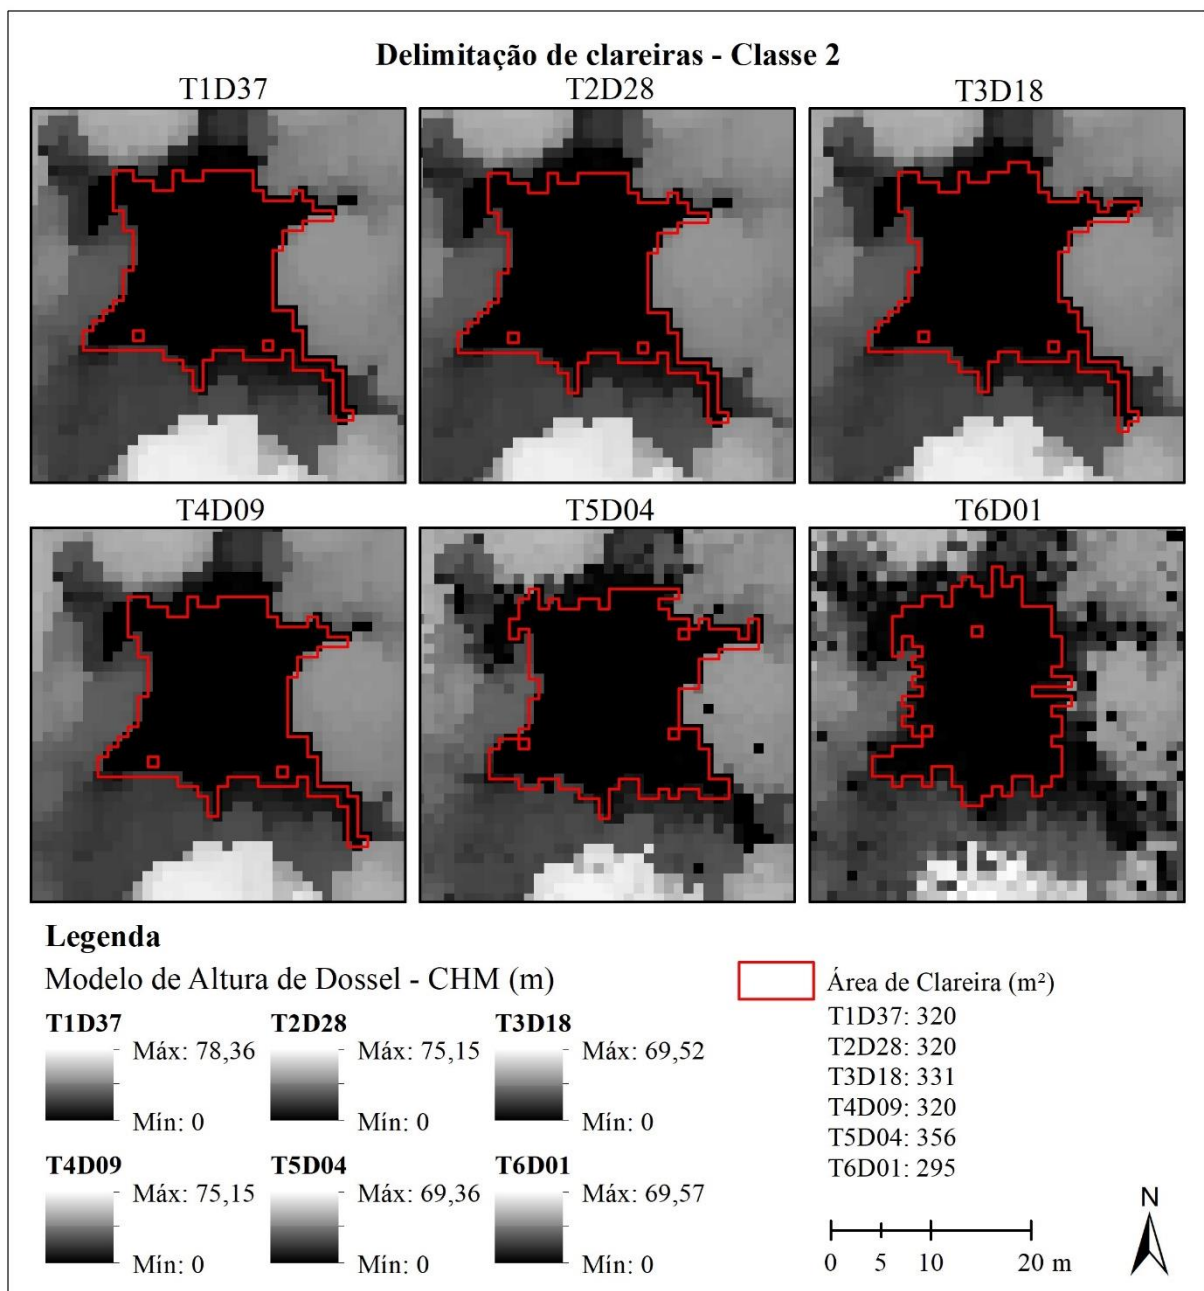 Delimitação de clareiras - Classe 2
T1D37 T2D28 T3D18
T4D09 T5D04 T6D01
Legenda
Modelo de Altura de Dossel - CHM (m)
T1D37 T2D28 T3D18
Máx: 78,36 Máx: 75,15 Máx: 69,52
Mín: 0 Mín: 0 Mín: 0
T4D09 T5D04 T6D01
Máx: 75,15 Máx: 69,36 Máx: 69,57
Mín: 0 Mín: 0 Mín: 0
Área de Clareira (m²)
T1D37: 320
T2D28: 320
T3D18: 331
T4D09: 320
T5D04: 356
T6D01: 295
0 5 10 20 m
N